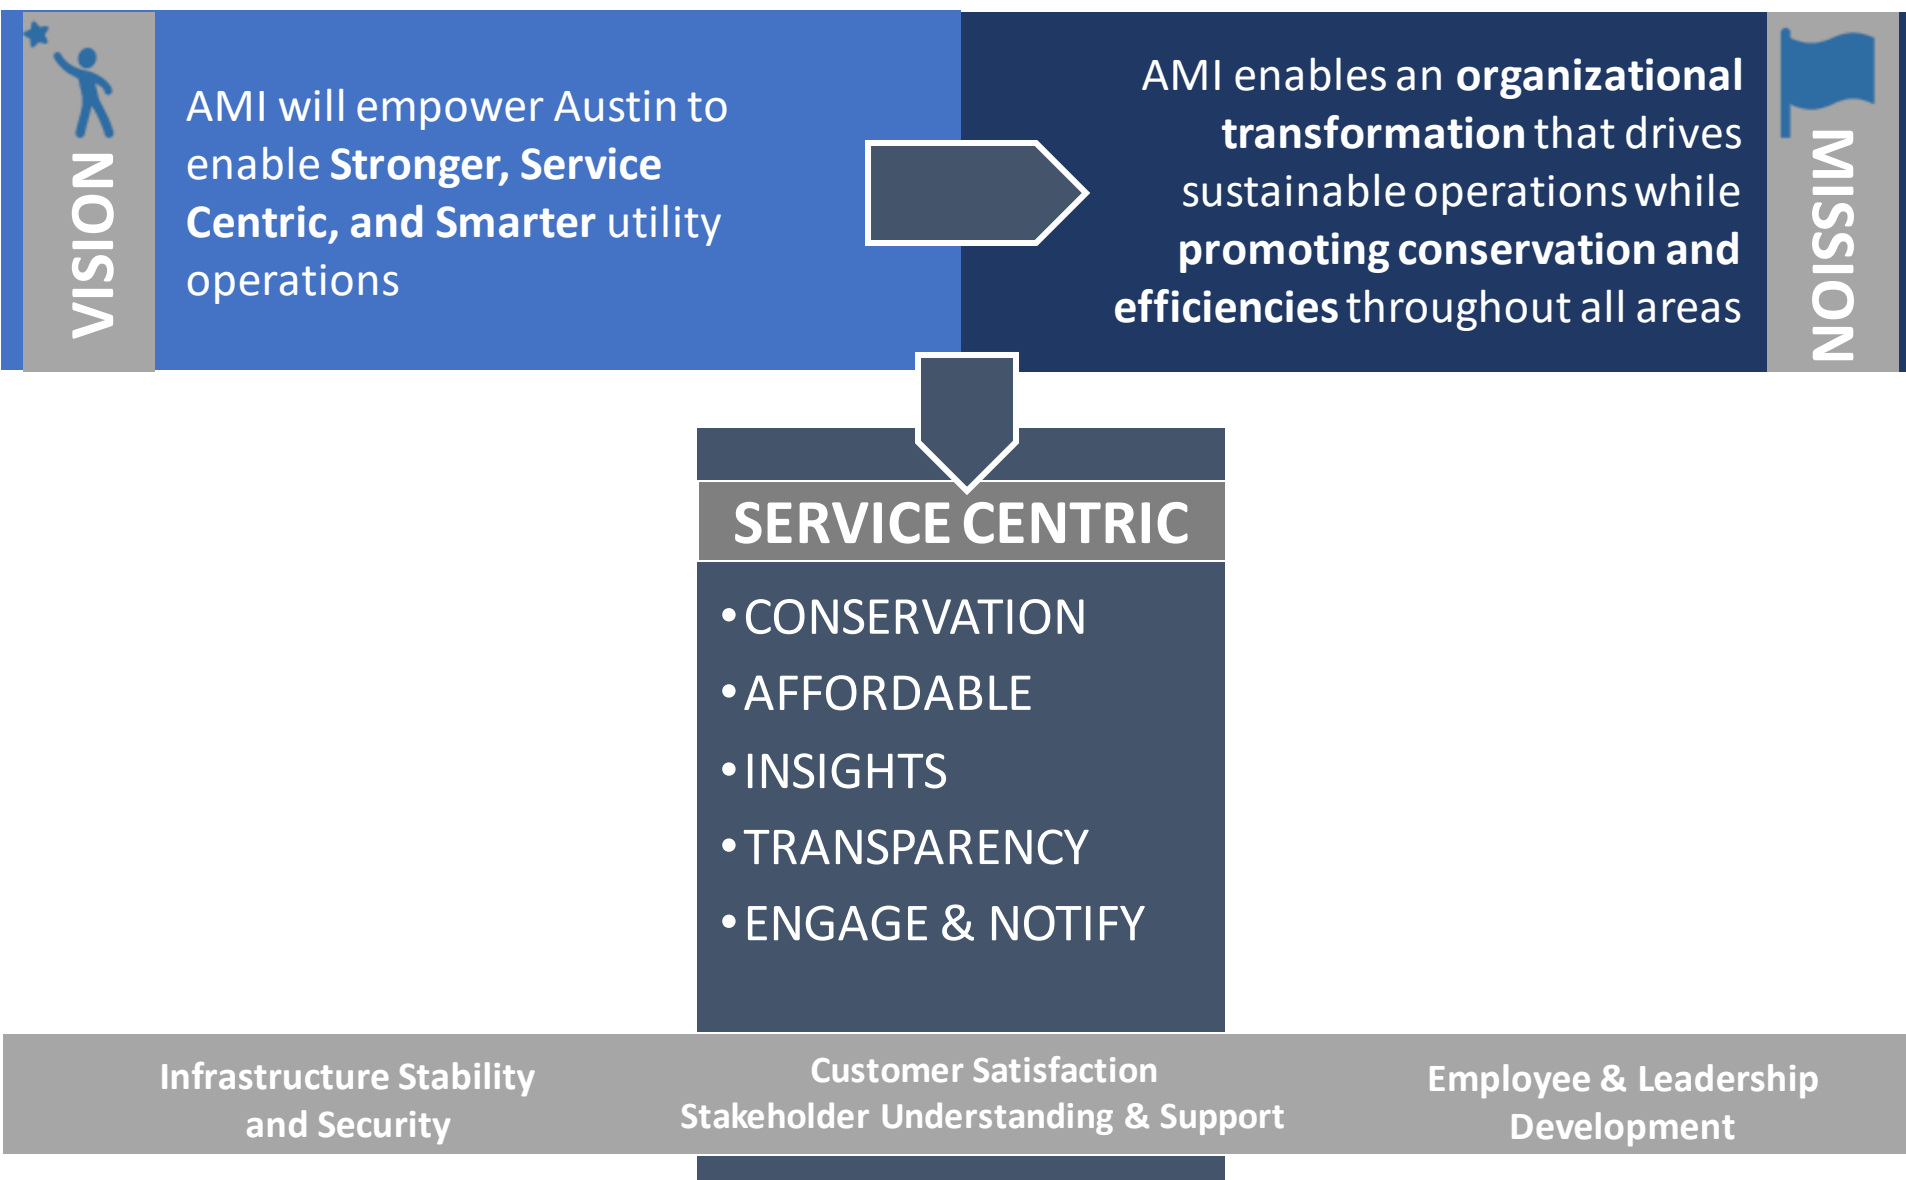 VISION
AMI will empower Austin to
enable Stronger, Service
Centric, and Smarter utility
operations
AMI enables an organizational
transformation that drives
sustainable operations while
promoting conservation and
efficiencies throughout all areas
MISSION
SERVICE CENTRIC
•CONSERVATION
•AFFORDABLE
•INSIGHTS
•TRANSPARENCY
•ENGAGE & NOTIFY
Infrastructure Stability
and Security
Customer Satisfaction
Stakeholder Understanding & Support
Employee & Leadership
Development